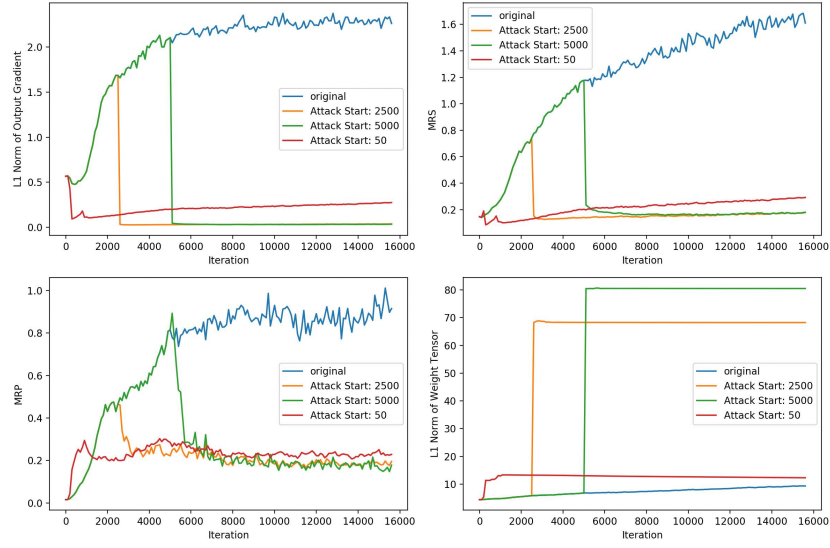 L1 Norm of Output Gradient
2.0
1.5
1.0
0.5
0.0
original
Attack Start: 2500
Attack Start: 5000
Attack Start: 50
0 2000 4000 6000 8000 10000 12000 14000 16000
Iteration
MRS
1.6
1.4
1.2
1.0
0.8
0.6
0.4
0.2
original
Attack Start: 2500
Attack Start: 5000
Attack Start: 50
0 2000 4000 6000 8000 10000 12000 14000 16000
Iteration
MRP
1.0
0.8
0.6
0.4
0.2
0.0
original
Attack Start: 2500
Attack Start: 5000
Attack Start: 50
0 2000 4000 6000 8000 10000 12000 14000 16000
Iteration
L1 Norm of Weight Tensor
80
70
60
50
40
30
20
10
original
Attack Start: 2500
Attack Start: 5000
Attack Start: 50
0 2000 4000 6000 8000 10000 12000 14000 16000
Iteration